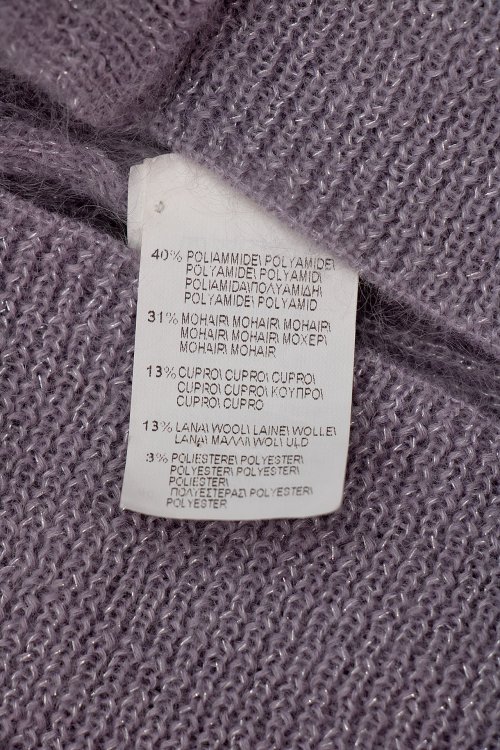 40% POLIAMMIDE\ POLYAMIDE\
POLYAMIDE\ POLYAMID\
POLIAMIDA\ ΠΟΛΥΑΜΙΔΗ\
POLYAMIDE\ POLYAMID
31% MOHAIR\ MOHAIR\ MOHAIR\
MOHAIR\ MOHAIR\ ΜΟΧΕΡ\
MOHAIR\ MOHAIR
13% CUPRO\ CUPRO\ CUPRO\
CUPRO\ CUPRO\ ΚΟΥΠΡΟ\
CUPRO\ CUPRO
13% LANA\ WOOL\ LAINE\ WOLLE\
LANA\ ΜΑΛΛΙ\ WOL\ ULD
3% POLIESTERE\ POLYESTER\
POLYESTER\ POLYESTER\
POLIESTER\
ΠΟΛΥΕΣΤΕΡΑΣ\ POLYESTER\
POLYESTER